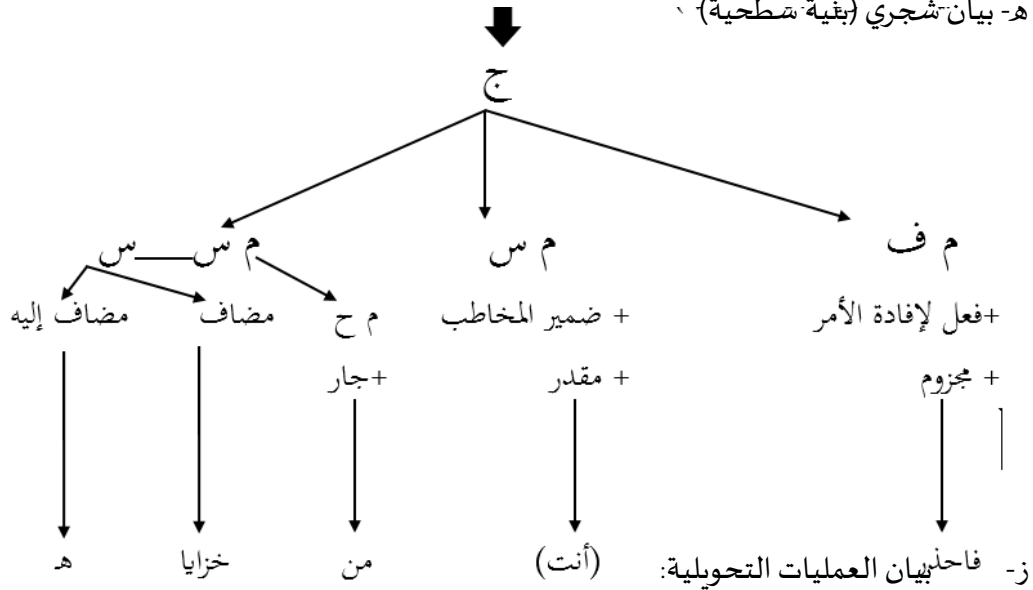 هـ- بيان شجري (بنية سطحية)
ج
م ف م س م س س
+فعل لإفادة الأمر + ضمير المخاطب م ح مضاف مضاف إليه
+ مجزوم + مقدر +جار
فاحذر (أنت) من خزايا هـ
ز- بيان العمليات التحويلية: